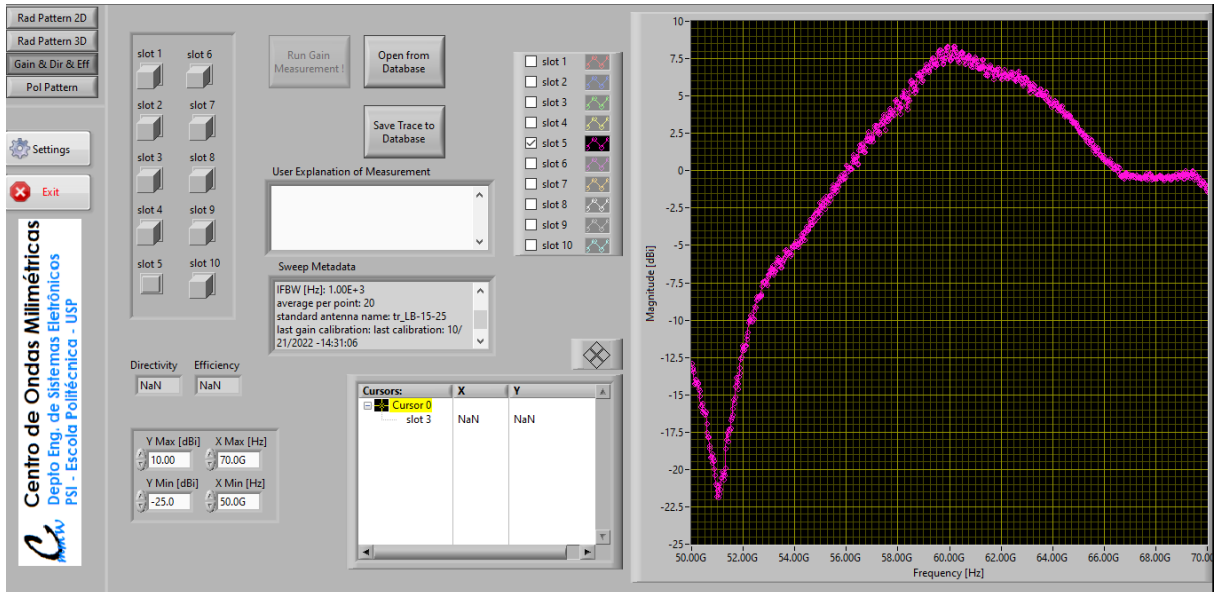 Rad Pattern 2D
Rad Pattern 3D
Gain & Dir & Eff
Pol Pattern
Settings
Exit
Centro de Ondas Milimétricas
Depto Eng. de Sistemas Eletrônicos
PSI - Escola Politécnica - USP
mmw
slot 1
slot 6
slot 2
slot 7
slot 3
slot 8
slot 4
slot 9
slot 5
slot 10
Directivity
Efficiency
NaN
NaN
Y Max [dBi]
X Max [Hz]
10.00
70.0G
Y Min [dBi]
X Min [Hz]
-25.0
50.0G
Run Gain
Measurement !
Open from
Database
Save Trace to
Database
User Explanation of Measurement
Sweep Metadata
IFBW [Hz]: 1.00E+3
average per point: 20
standard antenna name: tr_LB-15-25
last gain calibration: last calibration: 10/
21/2022 -14:31:06
slot 1
slot 2
slot 3
slot 4
slot 5
slot 6
slot 7
slot 8
slot 9
slot 10
Cursors:
X
Y
Cursor 0
slot 3
NaN
NaN
Magnitude [dBi]
10
7.5
5
2.5
0
-2.5
-5
-7.5
-10
-12.5
-15
-17.5
-20
-22.5
-25
50.00G
52.00G
54.00G
56.00G
58.00G
60.00G
62.00G
64.00G
66.00G
68.00G
70.00
Frequency [Hz]